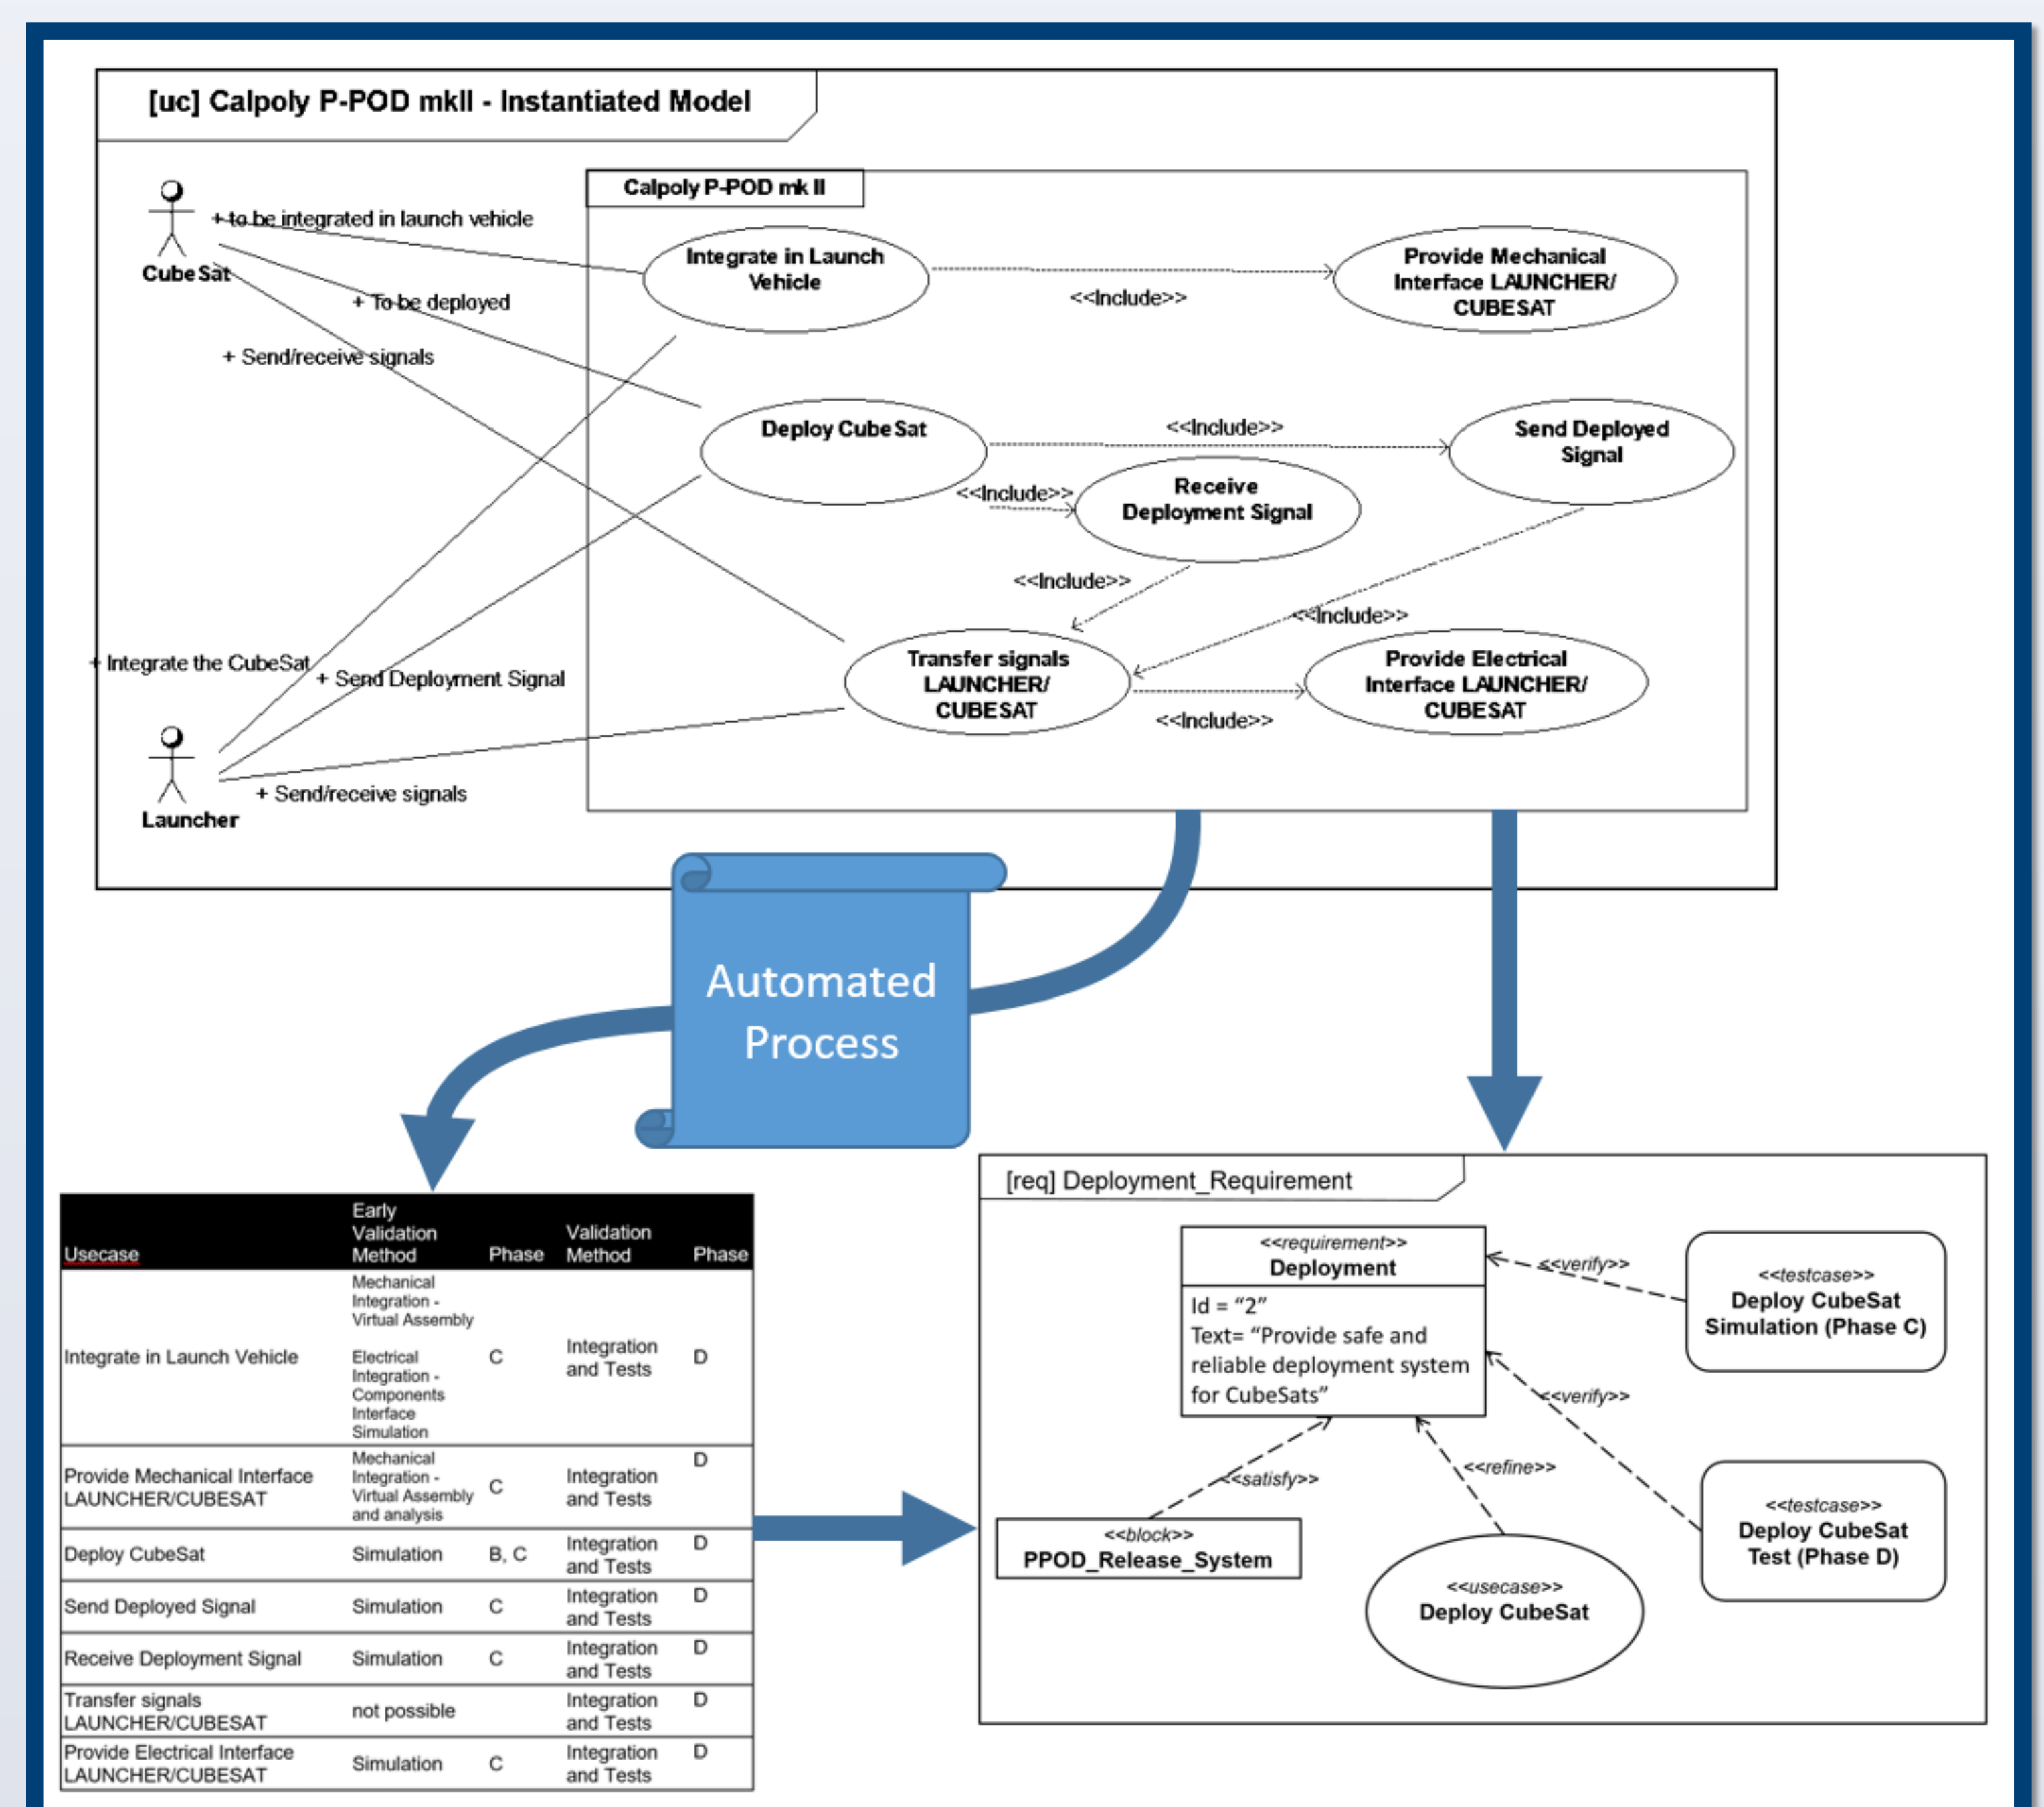 [uc] Calpoly P-POD mkII - Instantiated Model
Calpoly P-POD mk II
CubeSat
+ to be integrated in launch vehicle
+ To be deployed
+ Send/receive signals
Integrate in Launch
Vehicle
<<Include>>
Provide Mechanical
Interface LAUNCHER/
CUBESAT
Deploy CubeSat
<<Include>>
Send Deployed
Signal
<<Include>>
Receive
Deployment Signal
<<Include>>
<<Include>>
+ Integrate the CubeSat
+ Send Deployment Signal
Transfer signals
LAUNCHER/
CUBESAT
<<Include>>
Provide Electrical
Interface LAUNCHER/
CUBESAT
Launcher
+ Send/receive signals
Automated
Process
Usecase
Early
Validation
Method
Phase
Validation
Method
Phase
Integrate in Launch Vehicle
Mechanical
Integration -
Virtual Assembly
Electrical
Integration -
Components
Interface
Simulation
C
Integration
and Tests
D
Provide Mechanical Interface
LAUNCHER/CUBESAT
Mechanical
Integration -
Virtual Assembly
and analysis
C
Integration
and Tests
D
Deploy CubeSat
Simulation
B, C
Integration
and Tests
D
Send Deployed Signal
Simulation
C
Integration
and Tests
D
Receive Deployment Signal
Simulation
C
Integration
and Tests
D
Transfer signals
LAUNCHER/CUBESAT
not possible
Integration
and Tests
D
Provide Electrical Interface
LAUNCHER/CUBESAT
Simulation
C
Integration
and Tests
D
[req] Deployment_Requirement
<<requirement>>
Deployment
Id = “2”
Text= “Provide safe and
reliable deployment system
for CubeSats”
<<verify>>
<<testcase>>
Deploy CubeSat
Simulation (Phase C)
<<verify>>
<<satisfy>>
<<refine>>
<<testcase>>
Deploy CubeSat
Test (Phase D)
<<block>>
PPOD_Release_System
<<usecase>>
Deploy CubeSat